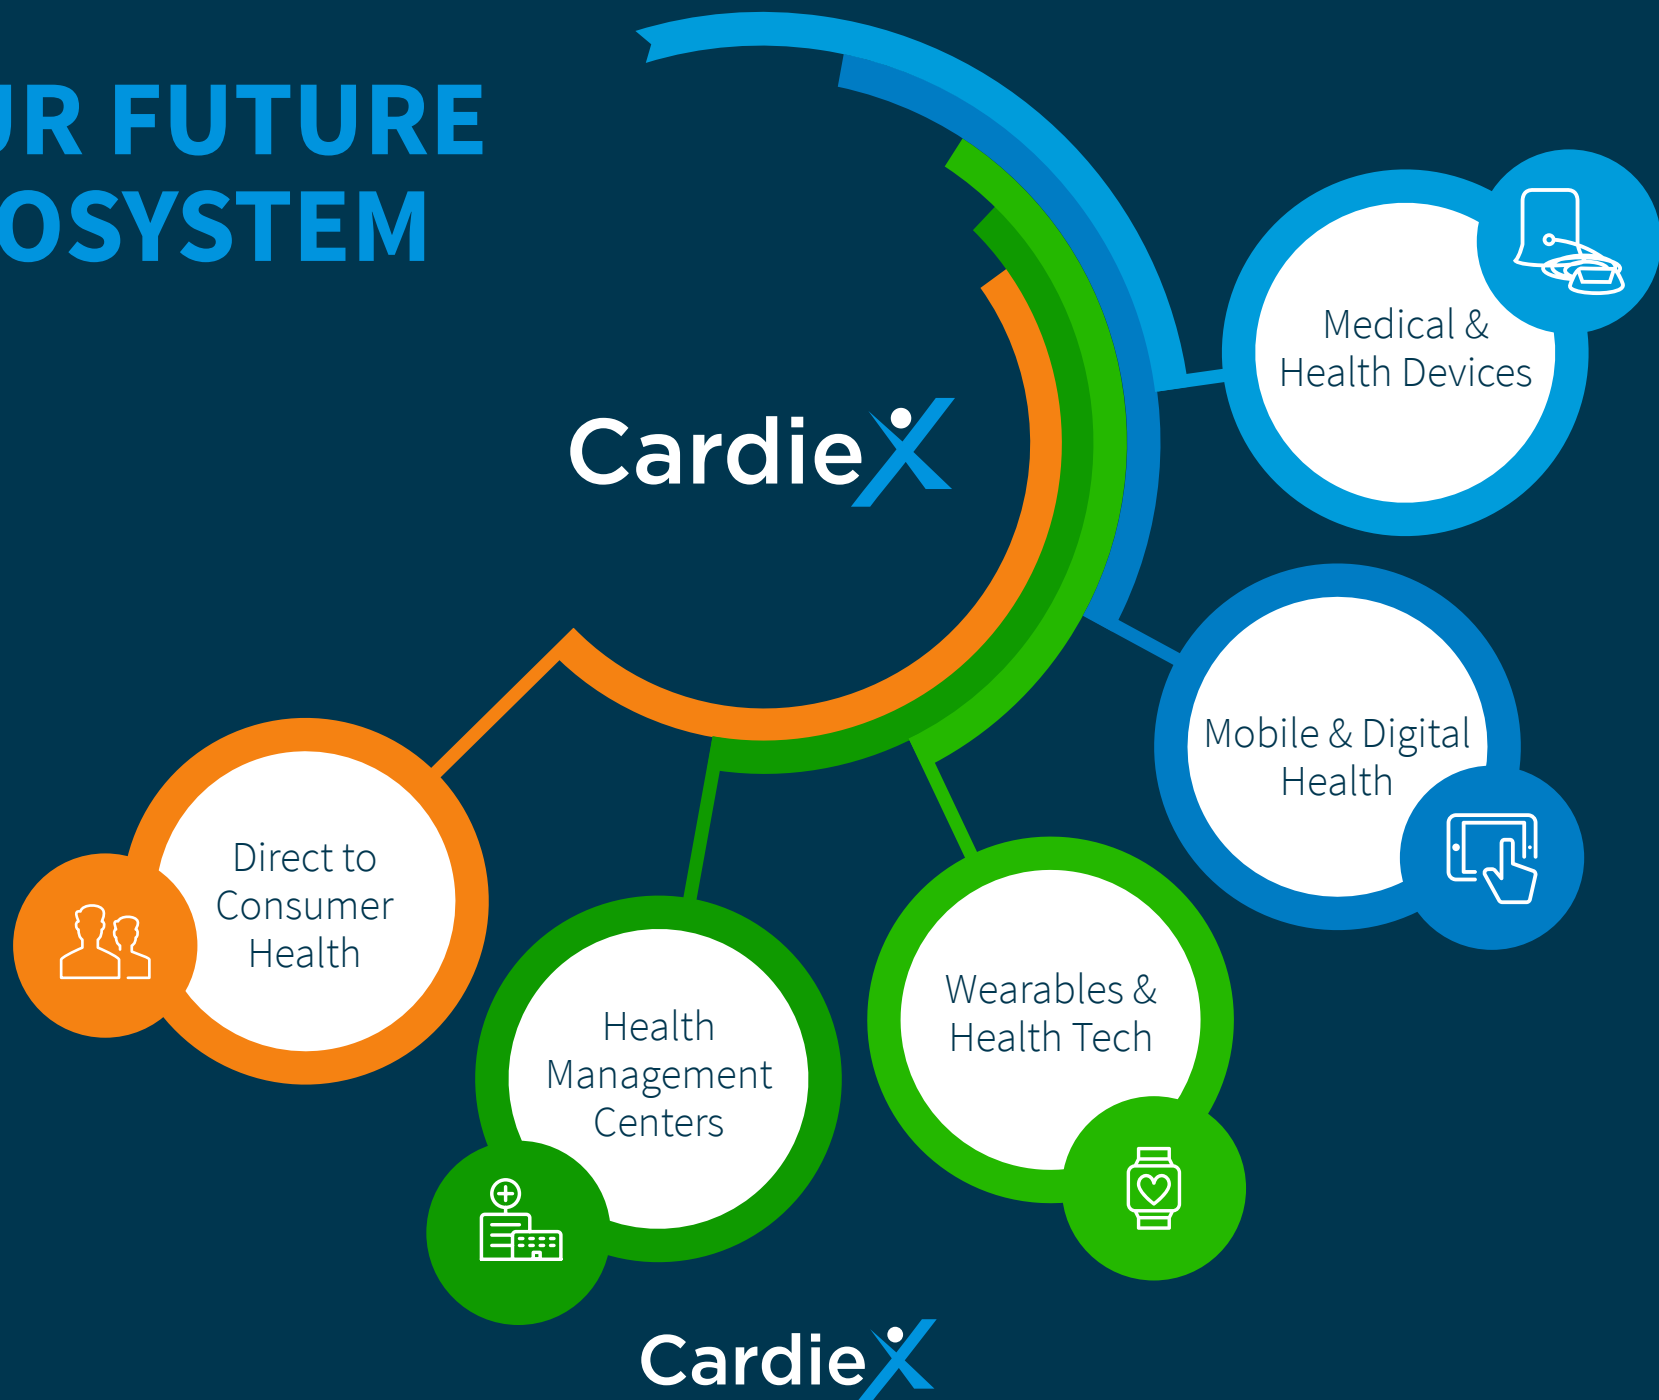 UR FUTURE
OSYSTEM
CardieX
Medical &
Health Devices
Mobile & Digital
Health
Wearables &
Health Tech
Health
Management
Centers
Direct to
Consumer
Health
CardieX